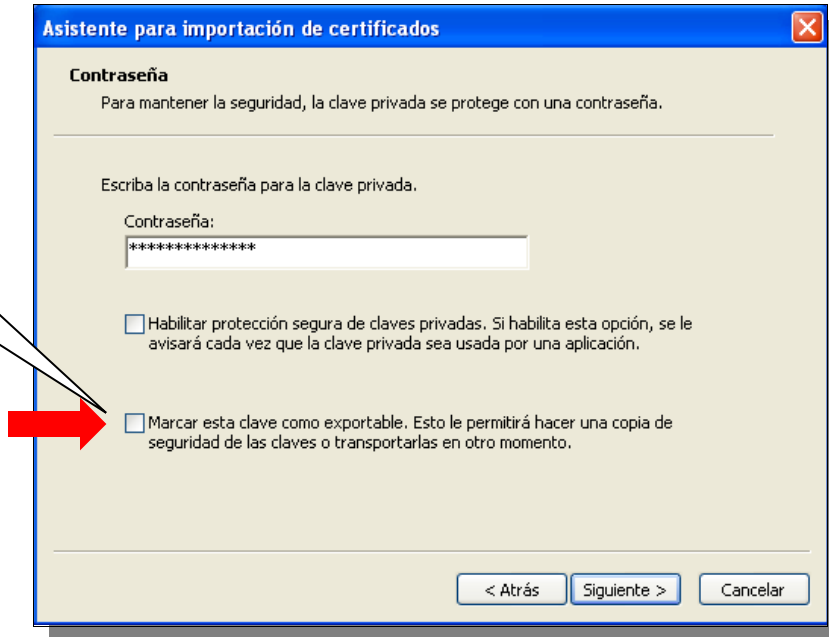 Asistente para importación de certificados
Contraseña
Para mantener la seguridad, la clave privada se protege con una contraseña.
Escriba la contraseña para la clave privada.
Contraseña:
**************
Habilitar protección segura de claves privadas. Si habilita esta opción, se le
avisará cada vez que la clave privada sea usada por una aplicación.
Marcar esta clave como exportable. Esto le permitirá hacer una copia de
seguridad de las claves o transportarlas en otro momento.
< Atrás Siguiente > Cancelar